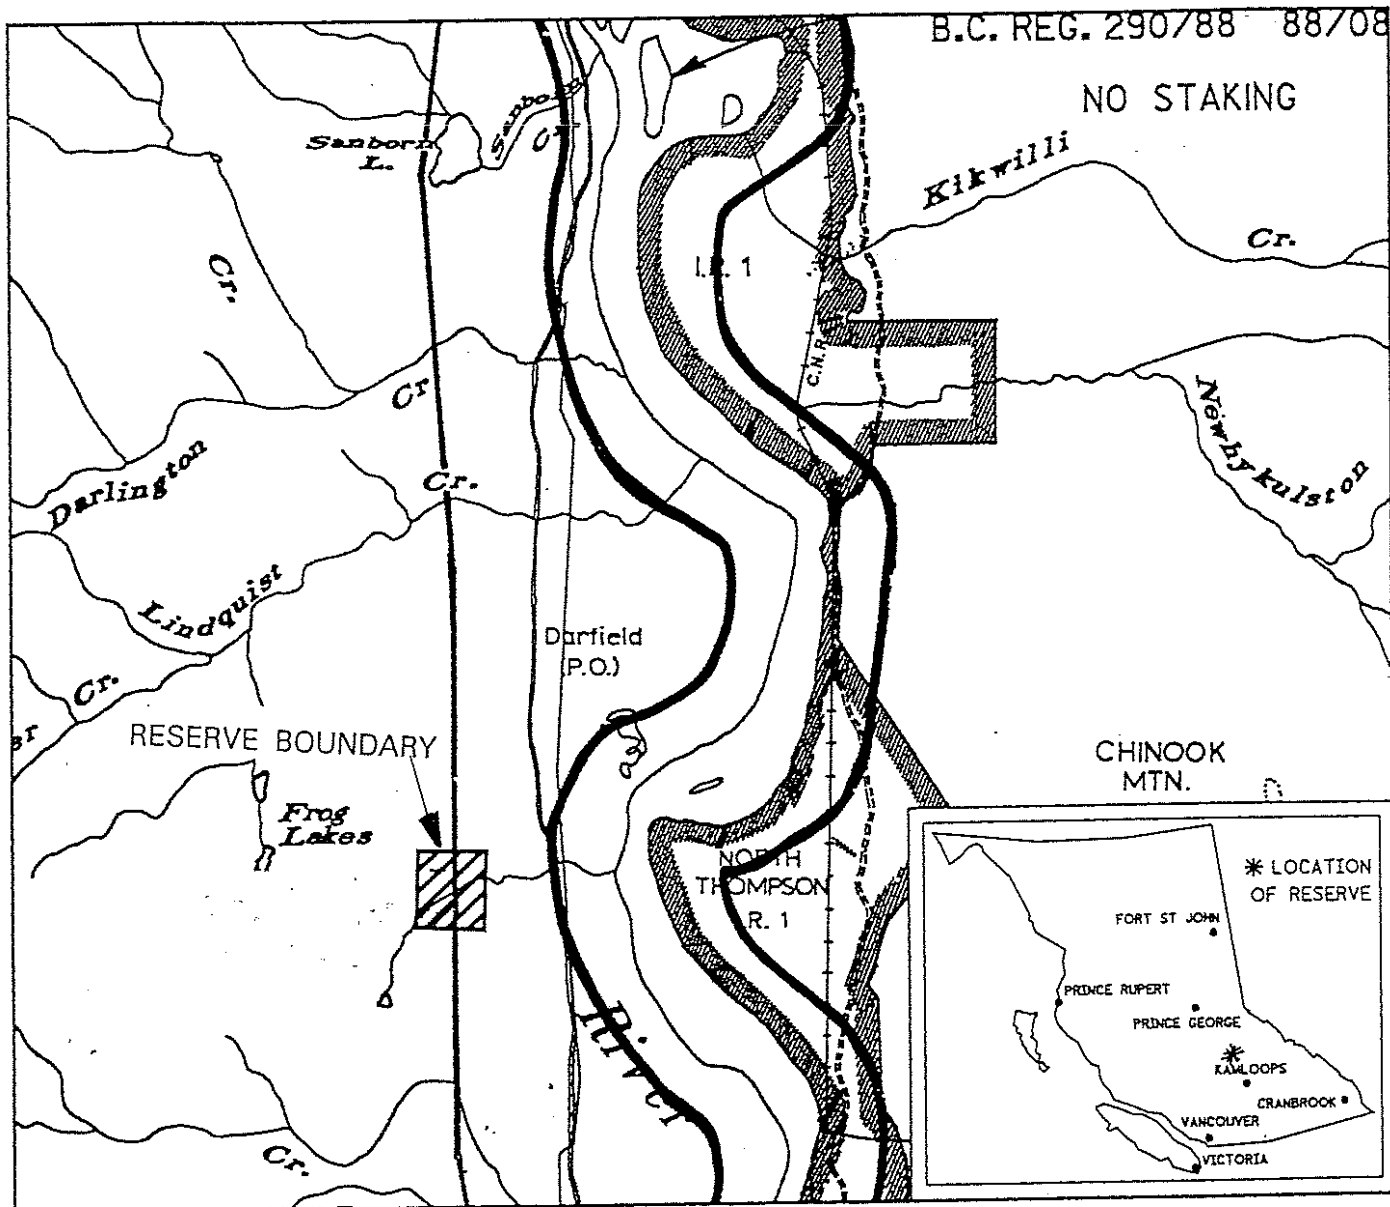 B.C. REG. 290/88 88/08
NO STAKING
Sanborn
L.
Sanborn
Cr.
D
Kikwilli
Cr.
Cr.
I.R. 1
C.N.R.
Newhykulston
Cr
Darlington
Cr.
Lindquist
Cr.
Darfield
(P.O.)
RESERVE BOUNDARY
Frog
Lakes
CHINOOK
MTN.
NORTH
THOMPSON
I.R. 1
River
Cr.
LOCATION
OF RESERVE
FORT ST JOHN
PRINCE RUPERT
PRINCE GEORGE
KAMLOOPS
CRANBROOK
VANCOUVER
VICTORIA